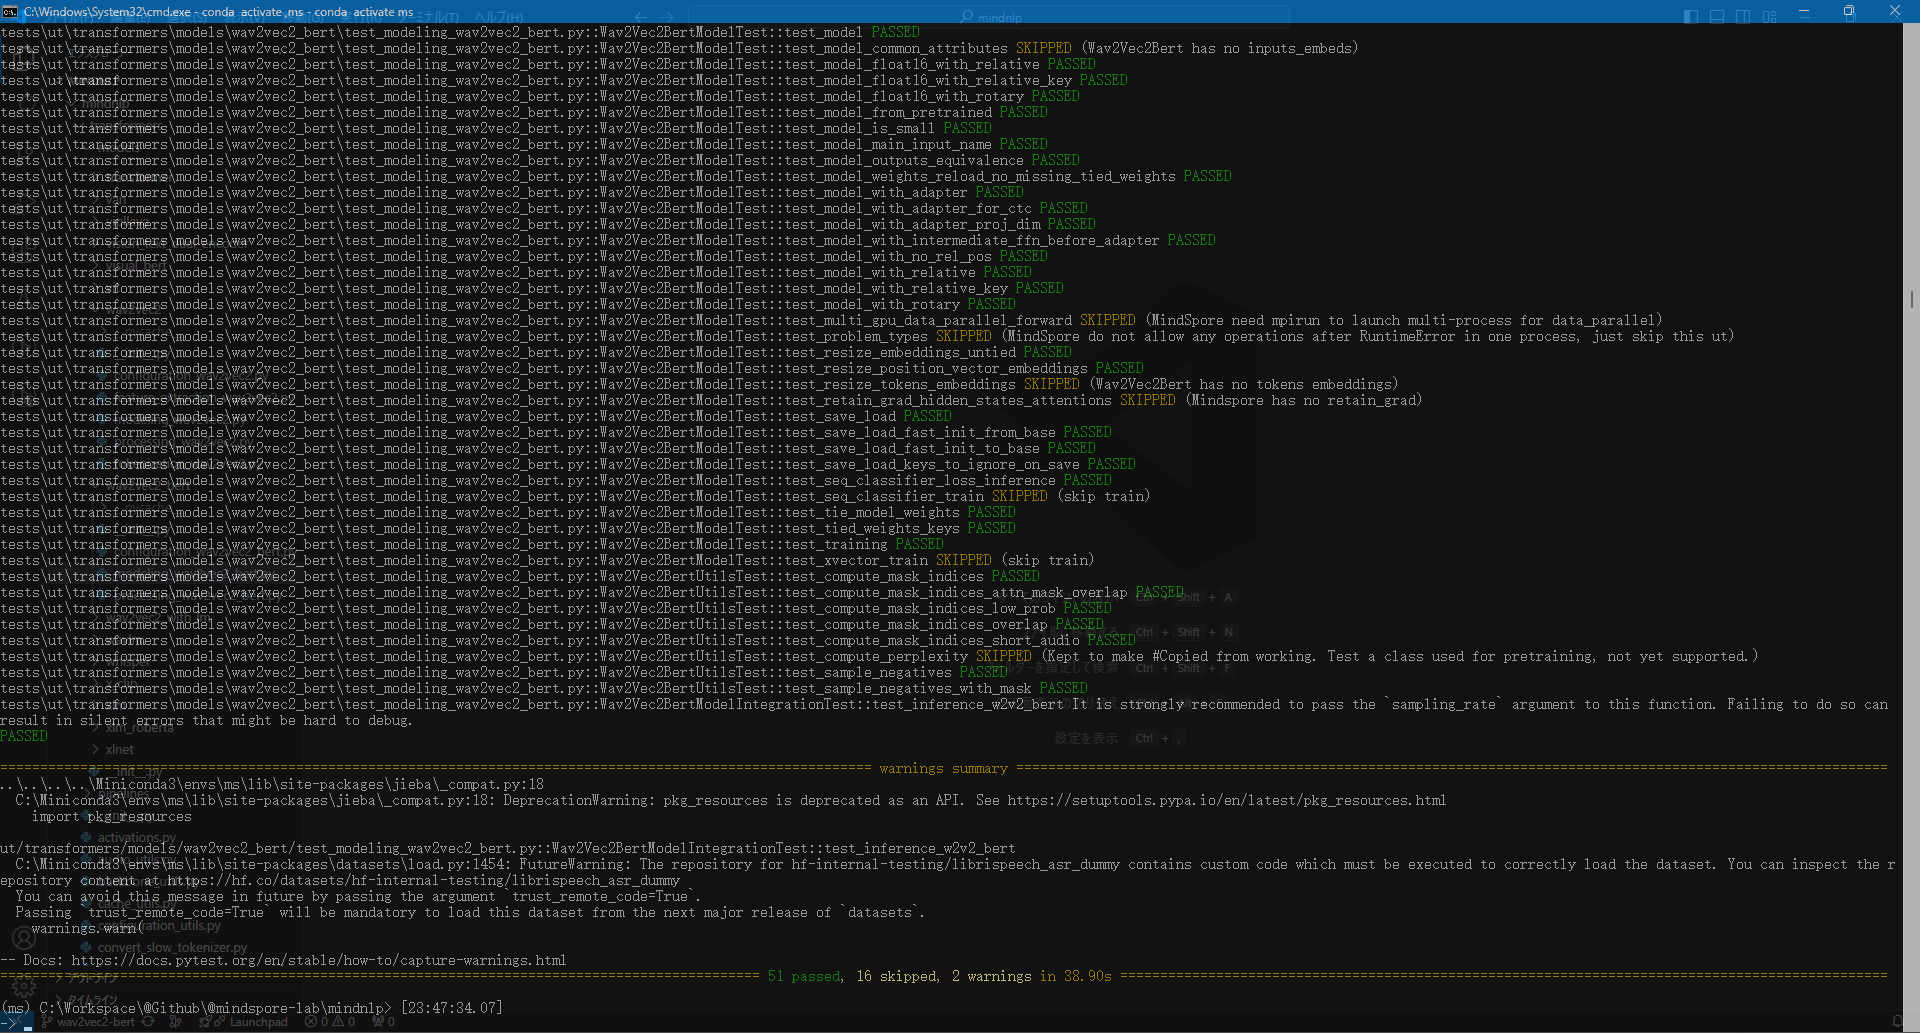 C:\Windows\System32\cmd.exe - conda activate ms - conda activate ms
mindnlp
tests\ut\transformers\models\wav2vec2_bert\test_modeling_wav2vec2_bert.py::Wav2Vec2BertModelTest::test_model PASSED
tests\ut\transformers\models\wav2vec2_bert\test_modeling_wav2vec2_bert.py::Wav2Vec2BertModelTest::test_model_common_attributes SKIPPED (Wav2Vec2Bert has no inputs_embeds)
tests\ut\transformers\models\wav2vec2_bert\test_modeling_wav2vec2_bert.py::Wav2Vec2BertModelTest::test_model_float16_with_relative PASSED
tests\ut\transformers\models\wav2vec2_bert\test_modeling_wav2vec2_bert.py::Wav2Vec2BertModelTest::test_model_float16_with_relative_key PASSED
tests\ut\transformers\models\wav2vec2_bert\test_modeling_wav2vec2_bert.py::Wav2Vec2BertModelTest::test_model_float16_with_rotary PASSED
tests\ut\transformers\models\wav2vec2_bert\test_modeling_wav2vec2_bert.py::Wav2Vec2BertModelTest::test_model_from_pretrained PASSED
tests\ut\transformers\models\wav2vec2_bert\test_modeling_wav2vec2_bert.py::Wav2Vec2BertModelTest::test_model_is_small PASSED
tests\ut\transformers\models\wav2vec2_bert\test_modeling_wav2vec2_bert.py::Wav2Vec2BertModelTest::test_model_main_input_name PASSED
tests\ut\transformers\models\wav2vec2_bert\test_modeling_wav2vec2_bert.py::Wav2Vec2BertModelTest::test_model_outputs_equivalence PASSED
tests\ut\transformers\models\wav2vec2_bert\test_modeling_wav2vec2_bert.py::Wav2Vec2BertModelTest::test_model_weights_reload_no_missing_tied_weights PASSED
tests\ut\transformers\models\wav2vec2_bert\test_modeling_wav2vec2_bert.py::Wav2Vec2BertModelTest::test_model_with_adapter PASSED
tests\ut\transformers\models\wav2vec2_bert\test_modeling_wav2vec2_bert.py::Wav2Vec2BertModelTest::test_model_with_adapter_for_ctc PASSED
tests\ut\transformers\models\wav2vec2_bert\test_modeling_wav2vec2_bert.py::Wav2Vec2BertModelTest::test_model_with_adapter_proj_dim PASSED
tests\ut\transformers\models\wav2vec2_bert\test_modeling_wav2vec2_bert.py::Wav2Vec2BertModelTest::test_model_with_intermediate_ffn_before_adapter PASSED
tests\ut\transformers\models\wav2vec2_bert\test_modeling_wav2vec2_bert.py::Wav2Vec2BertModelTest::test_model_with_no_rel_pos PASSED
tests\ut\transformers\models\wav2vec2_bert\test_modeling_wav2vec2_bert.py::Wav2Vec2BertModelTest::test_model_with_relative PASSED
tests\ut\transformers\models\wav2vec2_bert\test_modeling_wav2vec2_bert.py::Wav2Vec2BertModelTest::test_model_with_relative_key PASSED
tests\ut\transformers\models\wav2vec2_bert\test_modeling_wav2vec2_bert.py::Wav2Vec2BertModelTest::test_model_with_rotary PASSED
tests\ut\transformers\models\wav2vec2_bert\test_modeling_wav2vec2_bert.py::Wav2Vec2BertModelTest::test_multi_gpu_data_parallel_forward SKIPPED (MindSpore need mpirun to launch multi-process for data_parallel)
tests\ut\transformers\models\wav2vec2_bert\test_modeling_wav2vec2_bert.py::Wav2Vec2BertModelTest::test_problem_types SKIPPED (MindSpore do not allow any operations after RuntimeError in one process, just skip this ut)
tests\ut\transformers\models\wav2vec2_bert\test_modeling_wav2vec2_bert.py::Wav2Vec2BertModelTest::test_resize_embeddings_untied PASSED
tests\ut\transformers\models\wav2vec2_bert\test_modeling_wav2vec2_bert.py::Wav2Vec2BertModelTest::test_resize_position_vector_embeddings PASSED
tests\ut\transformers\models\wav2vec2_bert\test_modeling_wav2vec2_bert.py::Wav2Vec2BertModelTest::test_resize_tokens_embeddings SKIPPED (Wav2Vec2Bert has no tokens embeddings)
tests\ut\transformers\models\wav2vec2_bert\test_modeling_wav2vec2_bert.py::Wav2Vec2BertModelTest::test_retain_grad_hidden_states_attentions SKIPPED (Mindspore has no retain_grad)
tests\ut\transformers\models\wav2vec2_bert\test_modeling_wav2vec2_bert.py::Wav2Vec2BertModelTest::test_save_load PASSED
tests\ut\transformers\models\wav2vec2_bert\test_modeling_wav2vec2_bert.py::Wav2Vec2BertModelTest::test_save_load_fast_init_from_base PASSED
tests\ut\transformers\models\wav2vec2_bert\test_modeling_wav2vec2_bert.py::Wav2Vec2BertModelTest::test_save_load_fast_init_to_base PASSED
tests\ut\transformers\models\wav2vec2_bert\test_modeling_wav2vec2_bert.py::Wav2Vec2BertModelTest::test_save_load_keys_to_ignore_on_save PASSED
tests\ut\transformers\models\wav2vec2_bert\test_modeling_wav2vec2_bert.py::Wav2Vec2BertModelTest::test_seq_classifier_loss_inference PASSED
tests\ut\transformers\models\wav2vec2_bert\test_modeling_wav2vec2_bert.py::Wav2Vec2BertModelTest::test_seq_classifier_train SKIPPED (skip train)
tests\ut\transformers\models\wav2vec2_bert\test_modeling_wav2vec2_bert.py::Wav2Vec2BertModelTest::test_tie_model_weights PASSED
tests\ut\transformers\models\wav2vec2_bert\test_modeling_wav2vec2_bert.py::Wav2Vec2BertModelTest::test_tied_weights_keys PASSED
tests\ut\transformers\models\wav2vec2_bert\test_modeling_wav2vec2_bert.py::Wav2Vec2BertModelTest::test_training PASSED
tests\ut\transformers\models\wav2vec2_bert\test_modeling_wav2vec2_bert.py::Wav2Vec2BertModelTest::test_xvector_train SKIPPED (skip train)
tests\ut\transformers\models\wav2vec2_bert\test_modeling_wav2vec2_bert.py::Wav2Vec2BertUtilsTest::test_compute_mask_indices PASSED
tests\ut\transformers\models\wav2vec2_bert\test_modeling_wav2vec2_bert.py::Wav2Vec2BertUtilsTest::test_compute_mask_indices_attn_mask_overlap PASSED
tests\ut\transformers\models\wav2vec2_bert\test_modeling_wav2vec2_bert.py::Wav2Vec2BertUtilsTest::test_compute_mask_indices_low_prob PASSED
tests\ut\transformers\models\wav2vec2_bert\test_modeling_wav2vec2_bert.py::Wav2Vec2BertUtilsTest::test_compute_mask_indices_overlap PASSED
tests\ut\transformers\models\wav2vec2_bert\test_modeling_wav2vec2_bert.py::Wav2Vec2BertUtilsTest::test_compute_mask_indices_short_audio PASSED
tests\ut\transformers\models\wav2vec2_bert\test_modeling_wav2vec2_bert.py::Wav2Vec2BertUtilsTest::test_compute_perplexity SKIPPED (Kept to make #Copied from working. Test a class used for pretraining, not yet supported.)
tests\ut\transformers\models\wav2vec2_bert\test_modeling_wav2vec2_bert.py::Wav2Vec2BertUtilsTest::test_sample_negatives PASSED
tests\ut\transformers\models\wav2vec2_bert\test_modeling_wav2vec2_bert.py::Wav2Vec2BertUtilsTest::test_sample_negatives_with_mask PASSED
tests\ut\transformers\models\wav2vec2_bert\test_modeling_wav2vec2_bert.py::Wav2Vec2BertModelIntegrationTest::test_inference_w2v2_bert It is strongly recommended to pass the `sampling_rate` argument to this function. Failing to do so can
result in silent errors that might be hard to debug.
PASSED
xlm_roberta
xlnet
設定を表示 Ctrl + ,
warnings summary
..\..\..\..\Miniconda3\envs\ms\lib\site-packages\jieba\_compat.py:18
C:\Miniconda3\envs\ms\lib\site-packages\jieba\_compat.py:18: DeprecationWarning: pkg_resources is deprecated as an API. See https://setuptools.pypa.io/en/latest/pkg_resources.html
import pkg_resources
activations.py
ut/transformers/models/wav2vec2_bert/test_modeling_wav2vec2_bert.py::Wav2Vec2BertModelIntegrationTest::test_inference_w2v2_bert
C:\Miniconda3\envs\ms\lib\site-packages\datasets\load.py:1454: FutureWarning: The repository for hf-internal-testing/librispeech_asr_dummy contains custom code which must be executed to correctly load the dataset. You can inspect the r
epository content at https://hf.co/datasets/hf-internal-testing/librispeech_asr_dummy
You can avoid this message in future by passing the argument `trust_remote_code=True`.
Passing `trust_remote_code=True` will be mandatory to load this dataset from the next major release of `datasets`.
warnings.warn(
configuration_utils.py
convert_slow_tokenizer.py
-- Docs: https://docs.pytest.org/en/stable/how-to/capture-warnings.html
51 passed, 16 skipped, 2 warnings in 38.90s
(ms) C:\Workspace\@Github\@mindspore-lab\mindnlp> [23:47:34.07]
->
wav2vec2-bert Launchpad 0 0 0